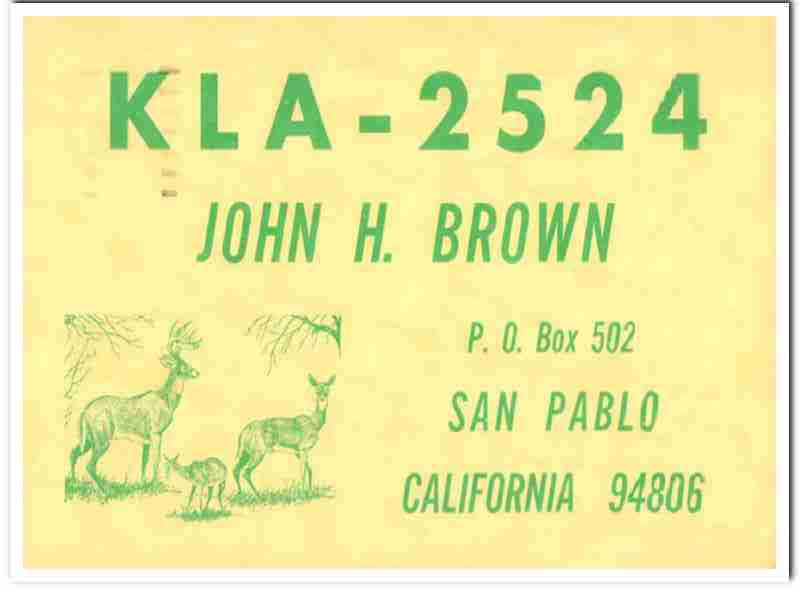 KLA-2524
JOHN H. BROWN
P. O. Box 502
SAN PABLO
CALIFORNIA 94806